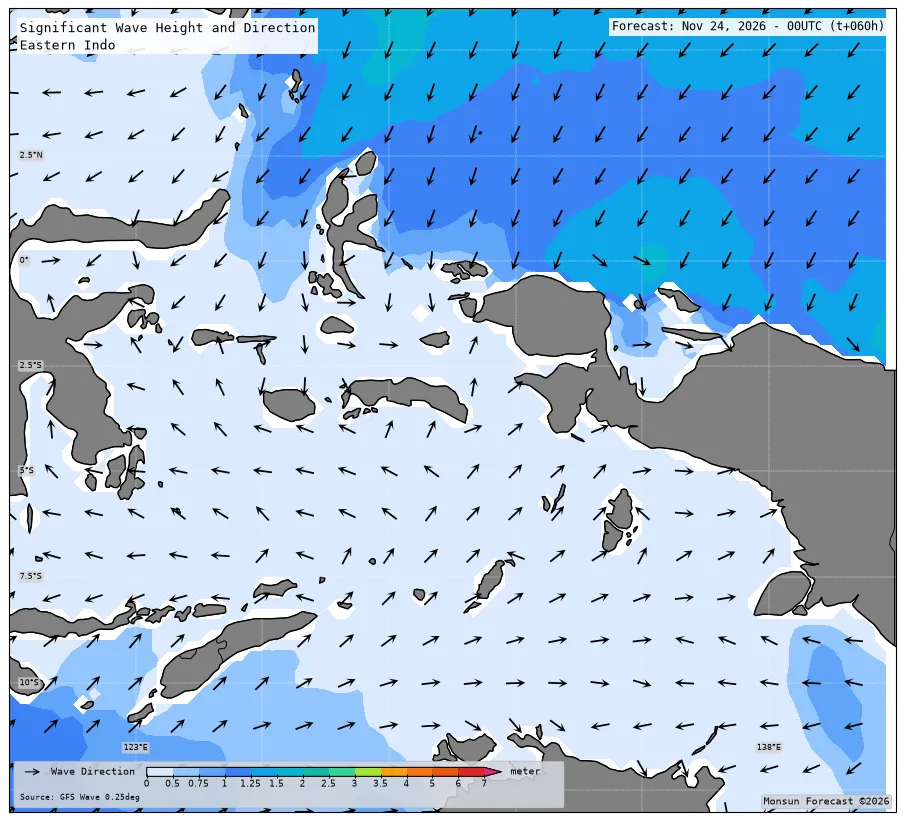 Significant Wave Height and Direction
Eastern Indo
Forecast: Nov 24, 2026 - 00UTC (t+060h)
2.5°N
0°
2.5°S
5°S
7.5°S
10°S
123°E
138°E
Wave Direction
meter
0 0.5 0.75 1 1.25 1.5 2 2.5 3 3.5 4 5 6 7
Source: GFS Wave 0.25deg
Monsun Forecast ©2026